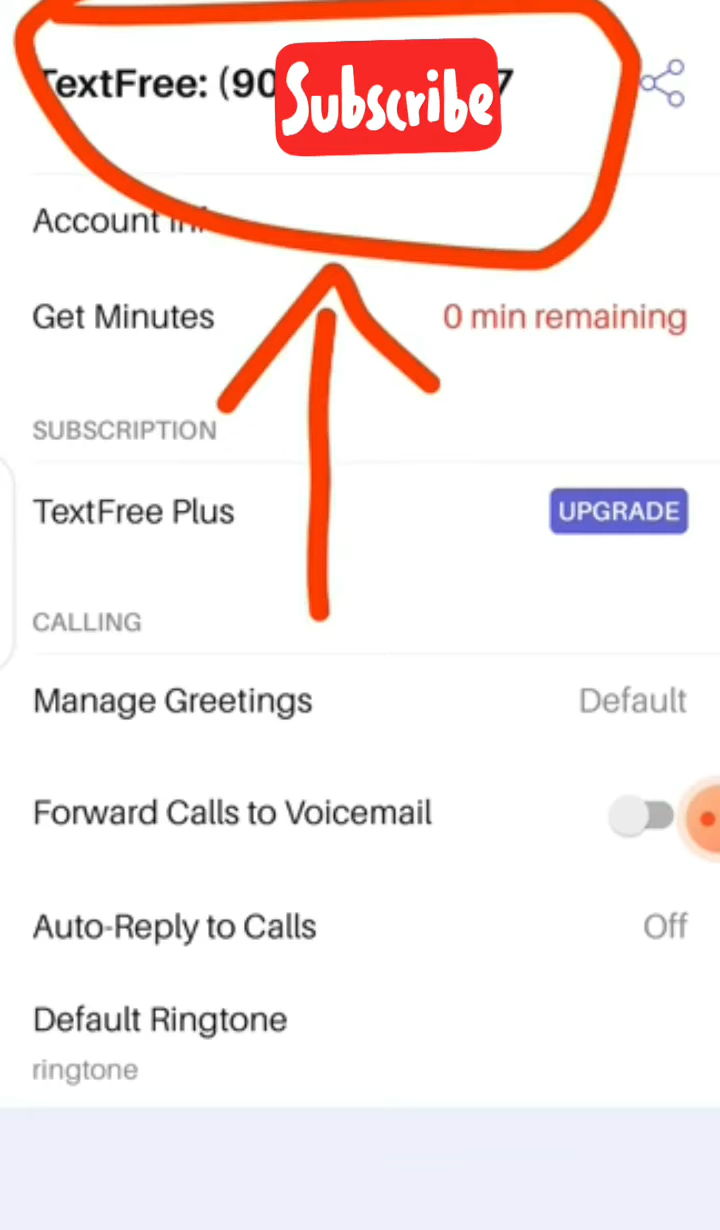 TextFree: (90 Subscribe 7
Account Inf
Get Minutes 0 min remaining
SUBSCRIPTION
TextFree Plus UPGRADE
CALLING
Manage Greetings Default
Forward Calls to Voicemail
Auto-Reply to Calls Off
Default Ringtone
ringtone